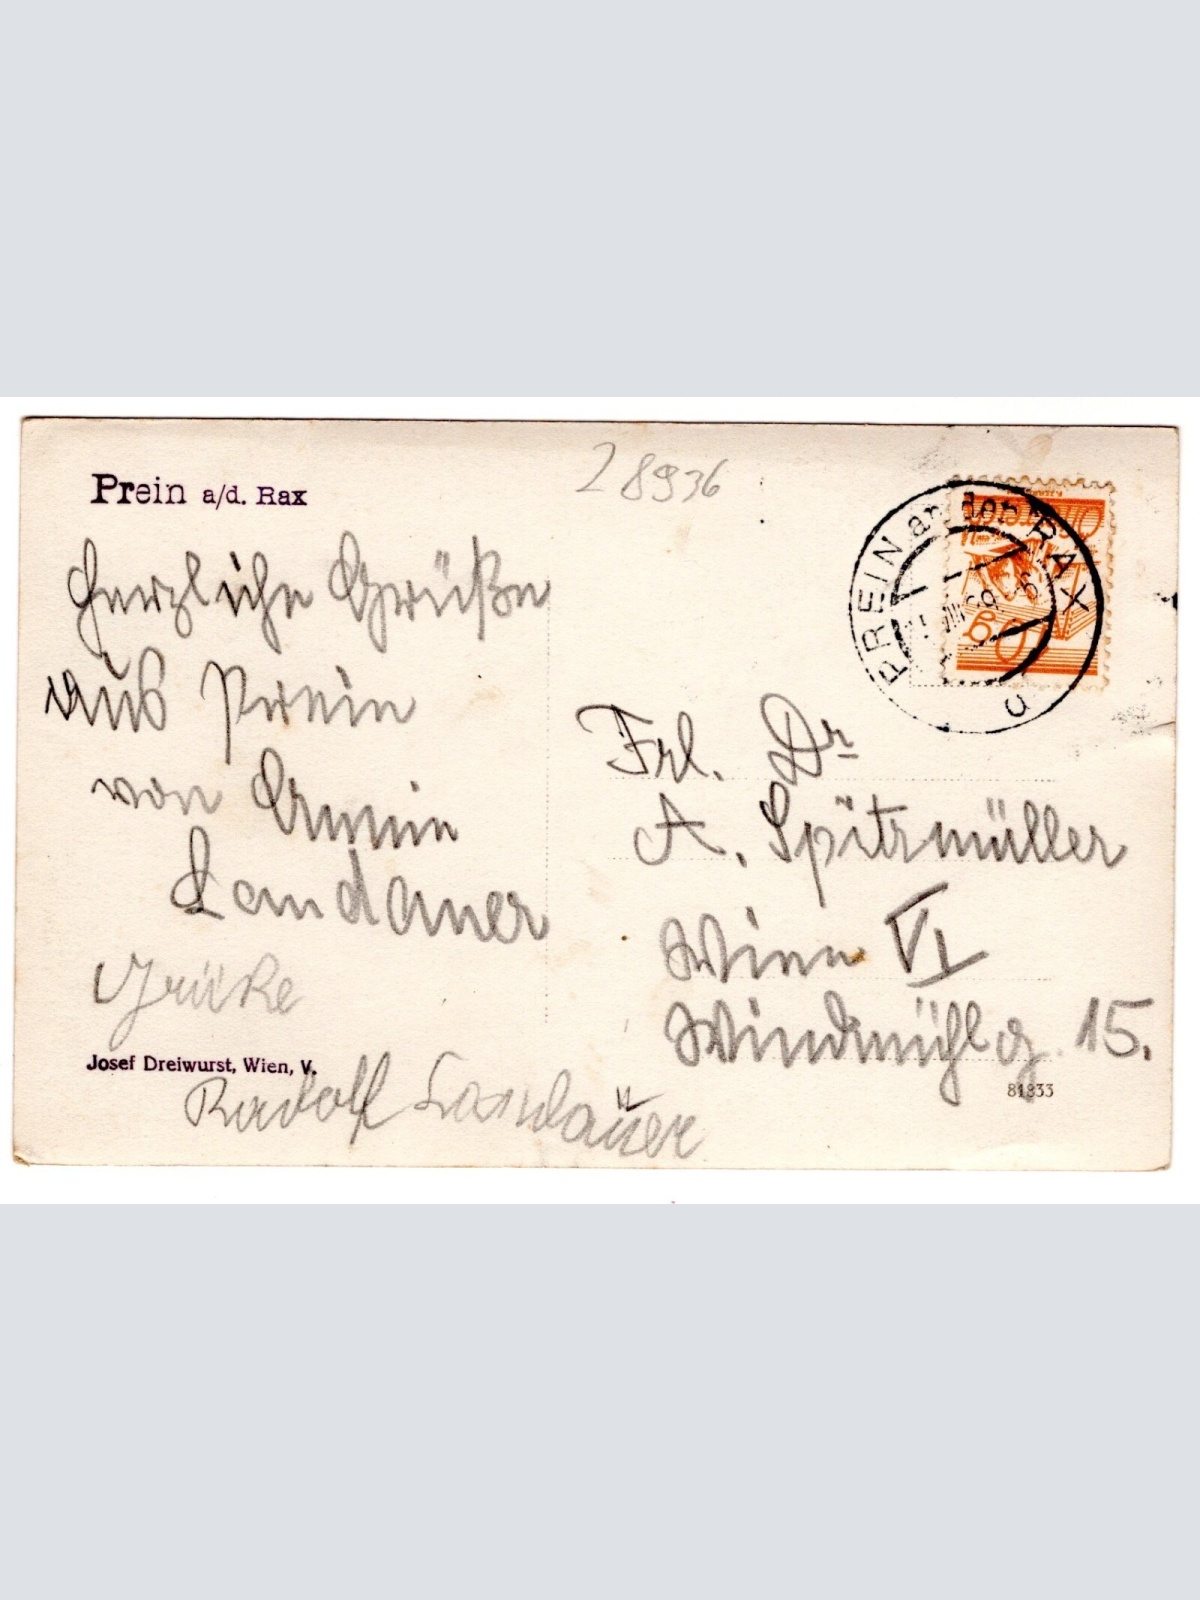 28936
Prein a/d. Rax
PREIN an der RAX
Herzliche Grüße
aus Prein
von Armin
Landauer
Grüße
Rudolf Landauer
Josef Dreiwurst, Wien, V.
Frl. Dr
A. Spitzmüller
Wien VI
Windmühlg. 15.
81833